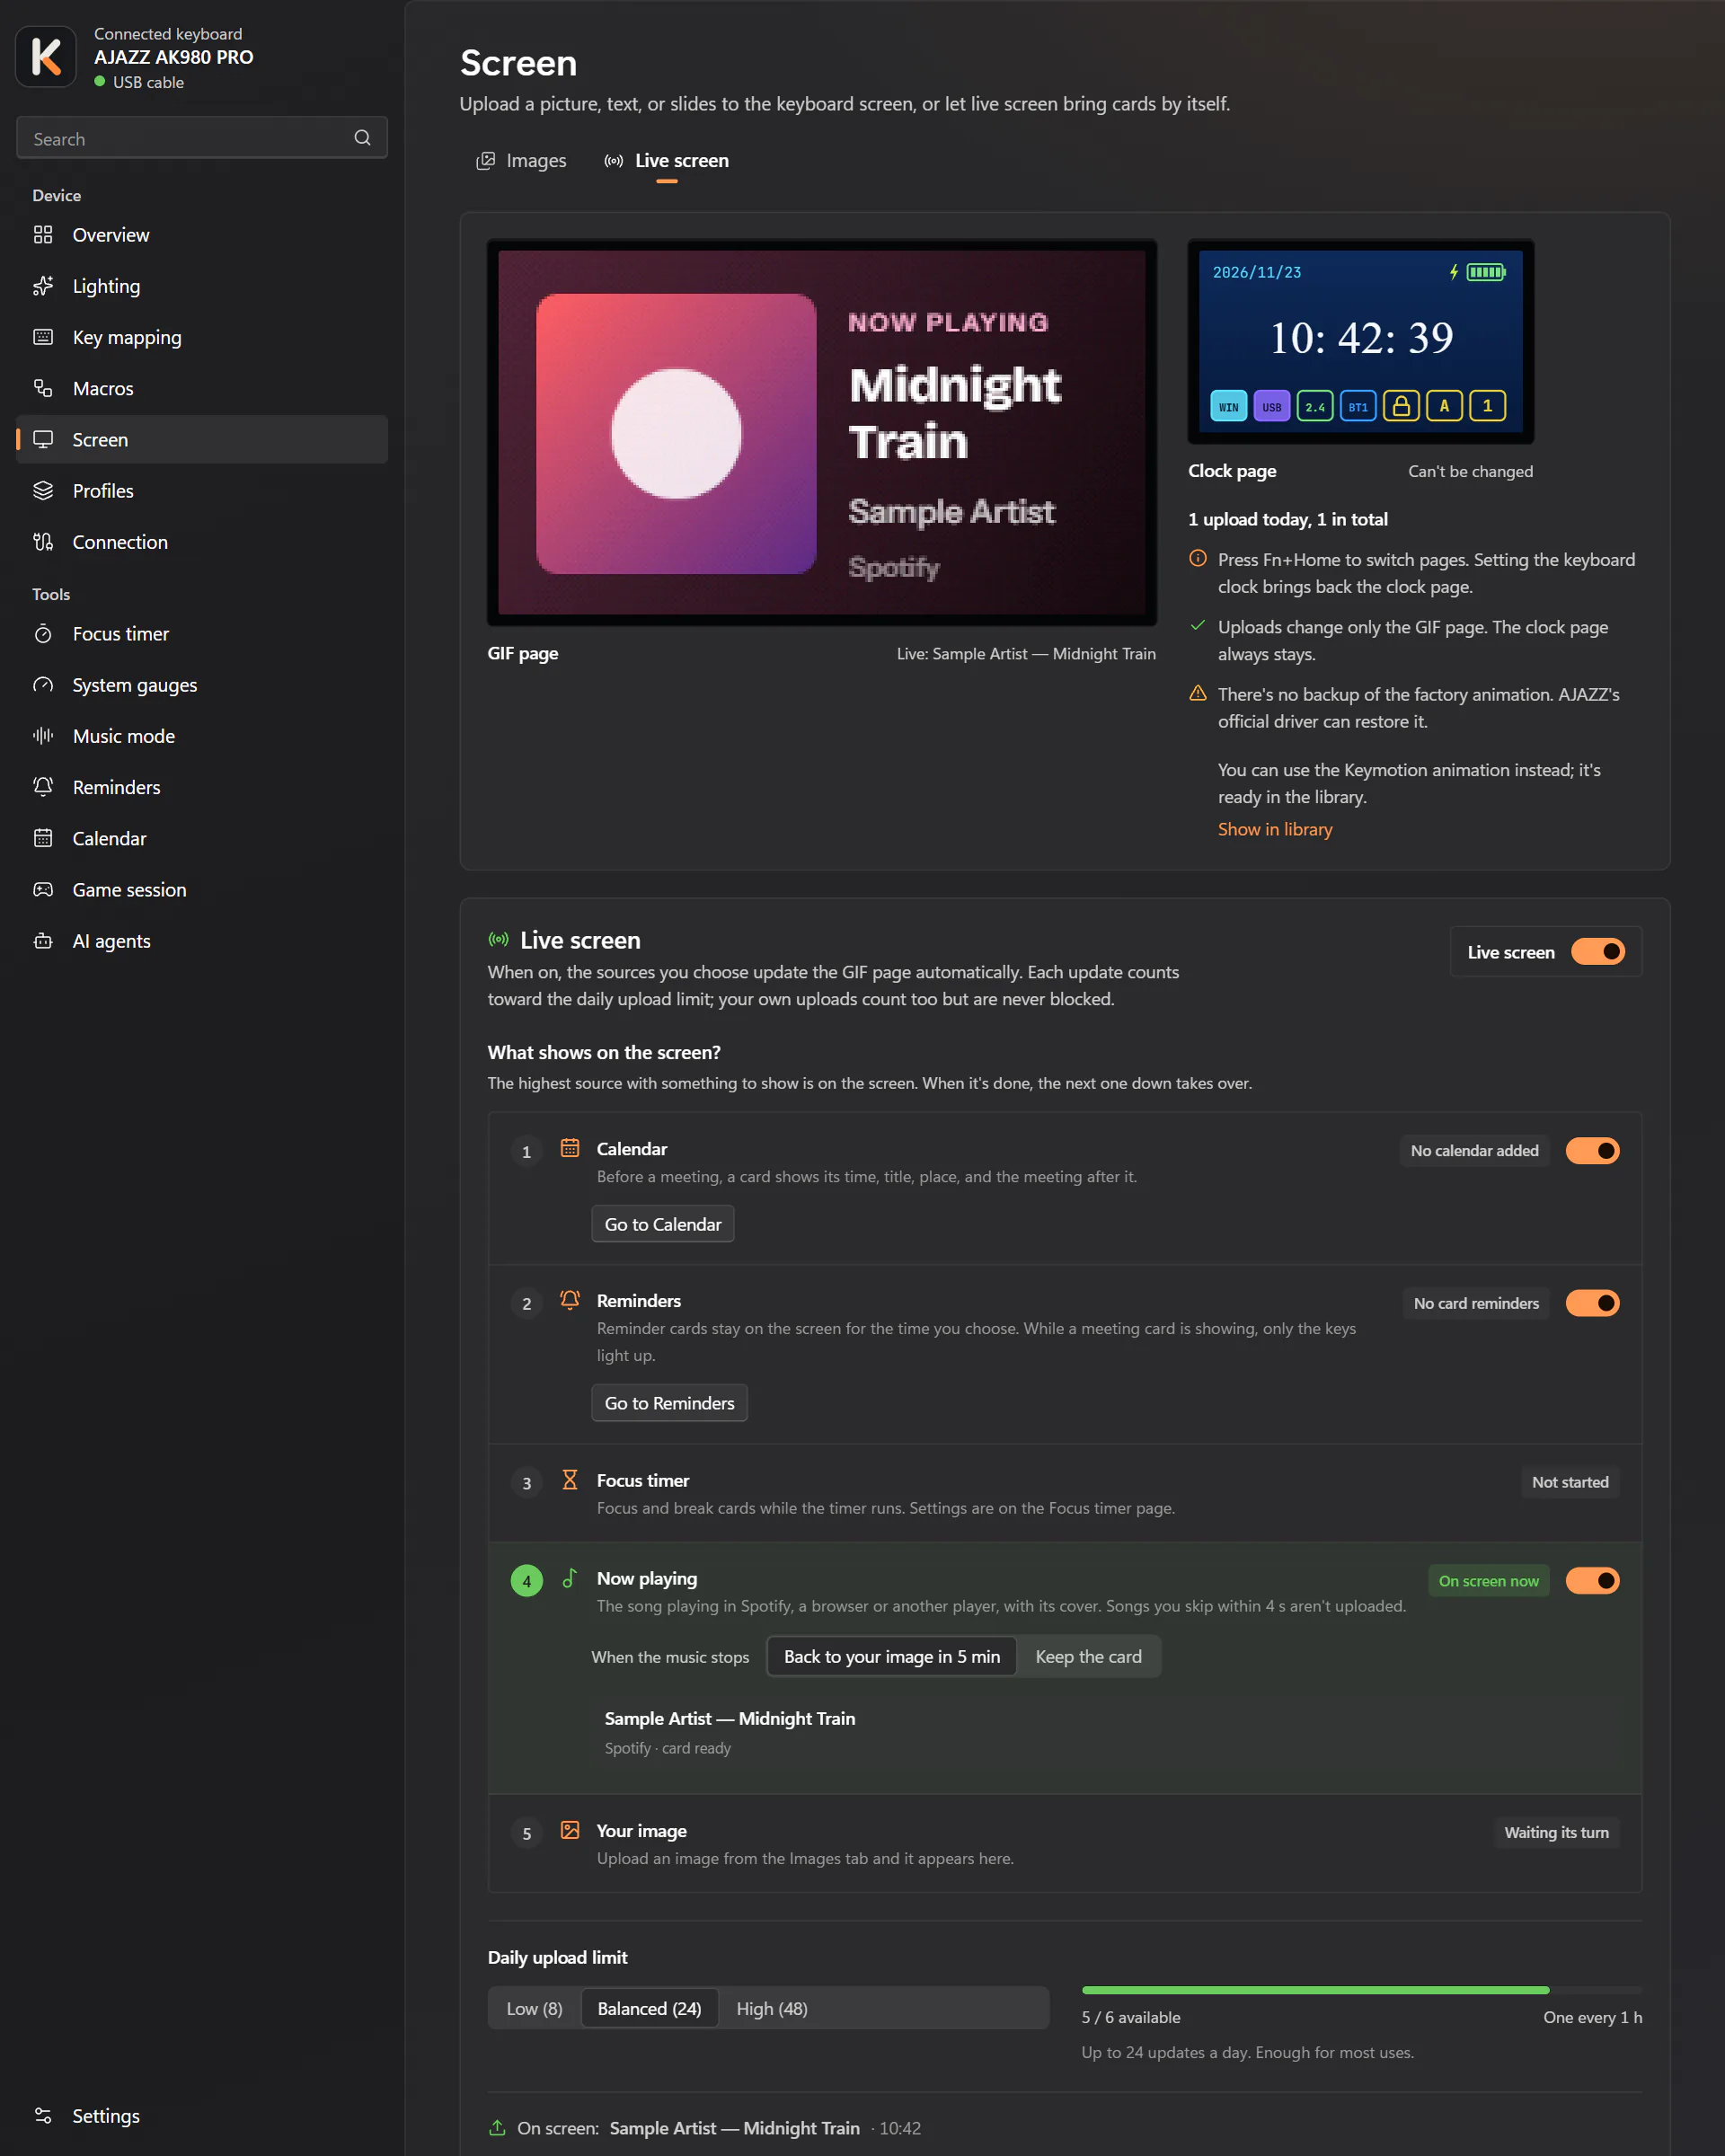 Connected keyboard
AJAZZ AK980 PRO
USB cable
Search
Device
Overview
Lighting
Key mapping
Macros
Screen
Profiles
Connection
Tools
Focus timer
System gauges
Music mode
Reminders
Calendar
Game session
AI agents
Settings
Screen
Upload a picture, text, or slides to the keyboard screen, or let live screen bring cards by itself.
Images
Live screen
NOW PLAYING
Midnight
Train
Sample Artist
Spotify
GIF page
Live: Sample Artist — Midnight Train
2026/11/23
10: 42: 39
WIN USB 2.4 BT1 A 1
Clock page
Can't be changed
1 upload today, 1 in total
Press Fn+Home to switch pages. Setting the keyboard
clock brings back the clock page.
Uploads change only the GIF page. The clock page
always stays.
There's no backup of the factory animation. AJAZZ's
official driver can restore it.
You can use the Keymotion animation instead; it's
ready in the library.
Show in library
Live screen
When on, the sources you choose update the GIF page automatically. Each update counts
toward the daily upload limit; your own uploads count too but are never blocked.
Live screen
What shows on the screen?
The highest source with something to show is on the screen. When it's done, the next one down takes over.
1
Calendar
Before a meeting, a card shows its time, title, place, and the meeting after it.
No calendar added
Go to Calendar
2
Reminders
Reminder cards stay on the screen for the time you choose. While a meeting card is showing, only the keys
light up.
No card reminders
Go to Reminders
3
Focus timer
Focus and break cards while the timer runs. Settings are on the Focus timer page.
Not started
4
Now playing
The song playing in Spotify, a browser or another player, with its cover. Songs you skip within 4 s aren't uploaded.
On screen now
When the music stops
Back to your image in 5 min
Keep the card
Sample Artist — Midnight Train
Spotify · card ready
5
Your image
Upload an image from the Images tab and it appears here.
Waiting its turn
Daily upload limit
Low (8)
Balanced (24)
High (48)
5 / 6 available
One every 1 h
Up to 24 updates a day. Enough for most uses.
On screen: Sample Artist — Midnight Train · 10:42